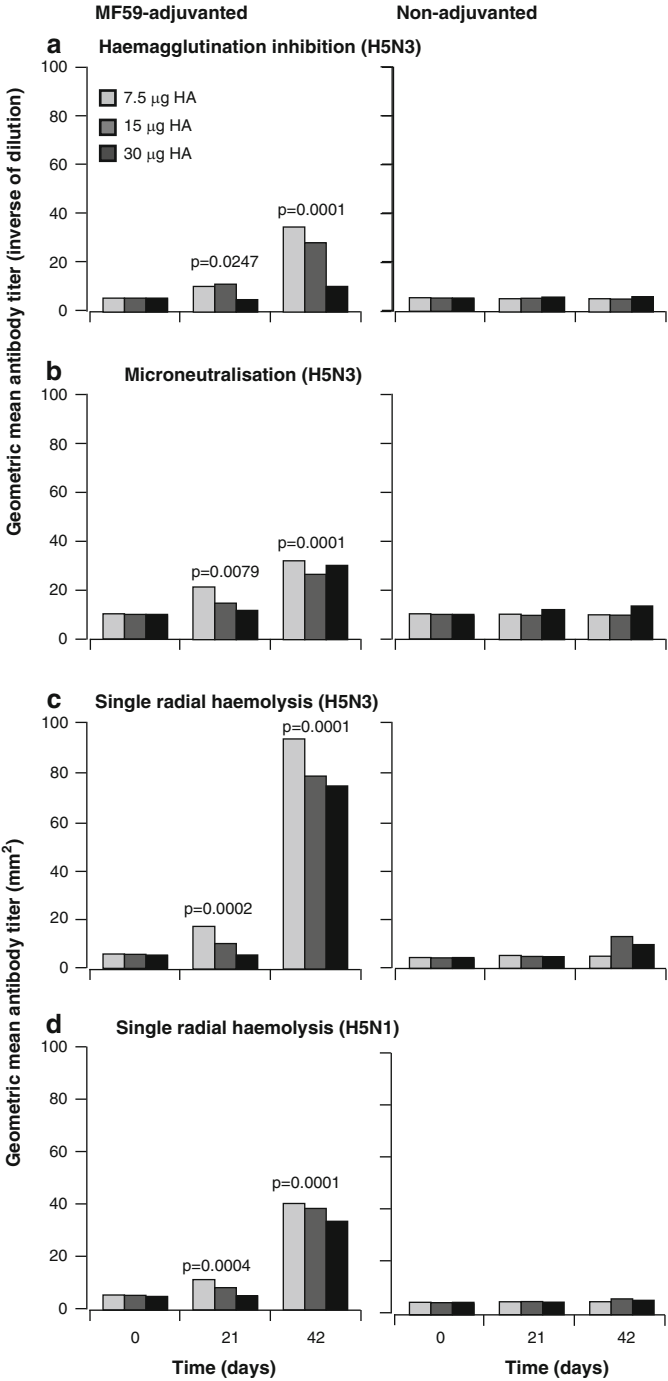 MF59-adjuvanted Non-adjuvanted
a Haemagglutination inhibition (H5N3)
100
80
60
40
20
0
7.5 μg HA
15 μg HA
30 μg HA
p=0.0247
p=0.0001
b Microneutralisation (H5N3)
100
80
60
40
20
0
p=0.0079
p=0.0001
Geometric mean antibody titer (inverse of dilution)
c Single radial haemolysis (H5N3)
100
80
60
40
20
0
p=0.0002
p=0.0001
d Single radial haemolysis (H5N1)
100
80
60
40
20
0
p=0.0004
p=0.0001
Geometric mean antibody titer (mm²)
0 21 42 0 21 42
Time (days) Time (days)